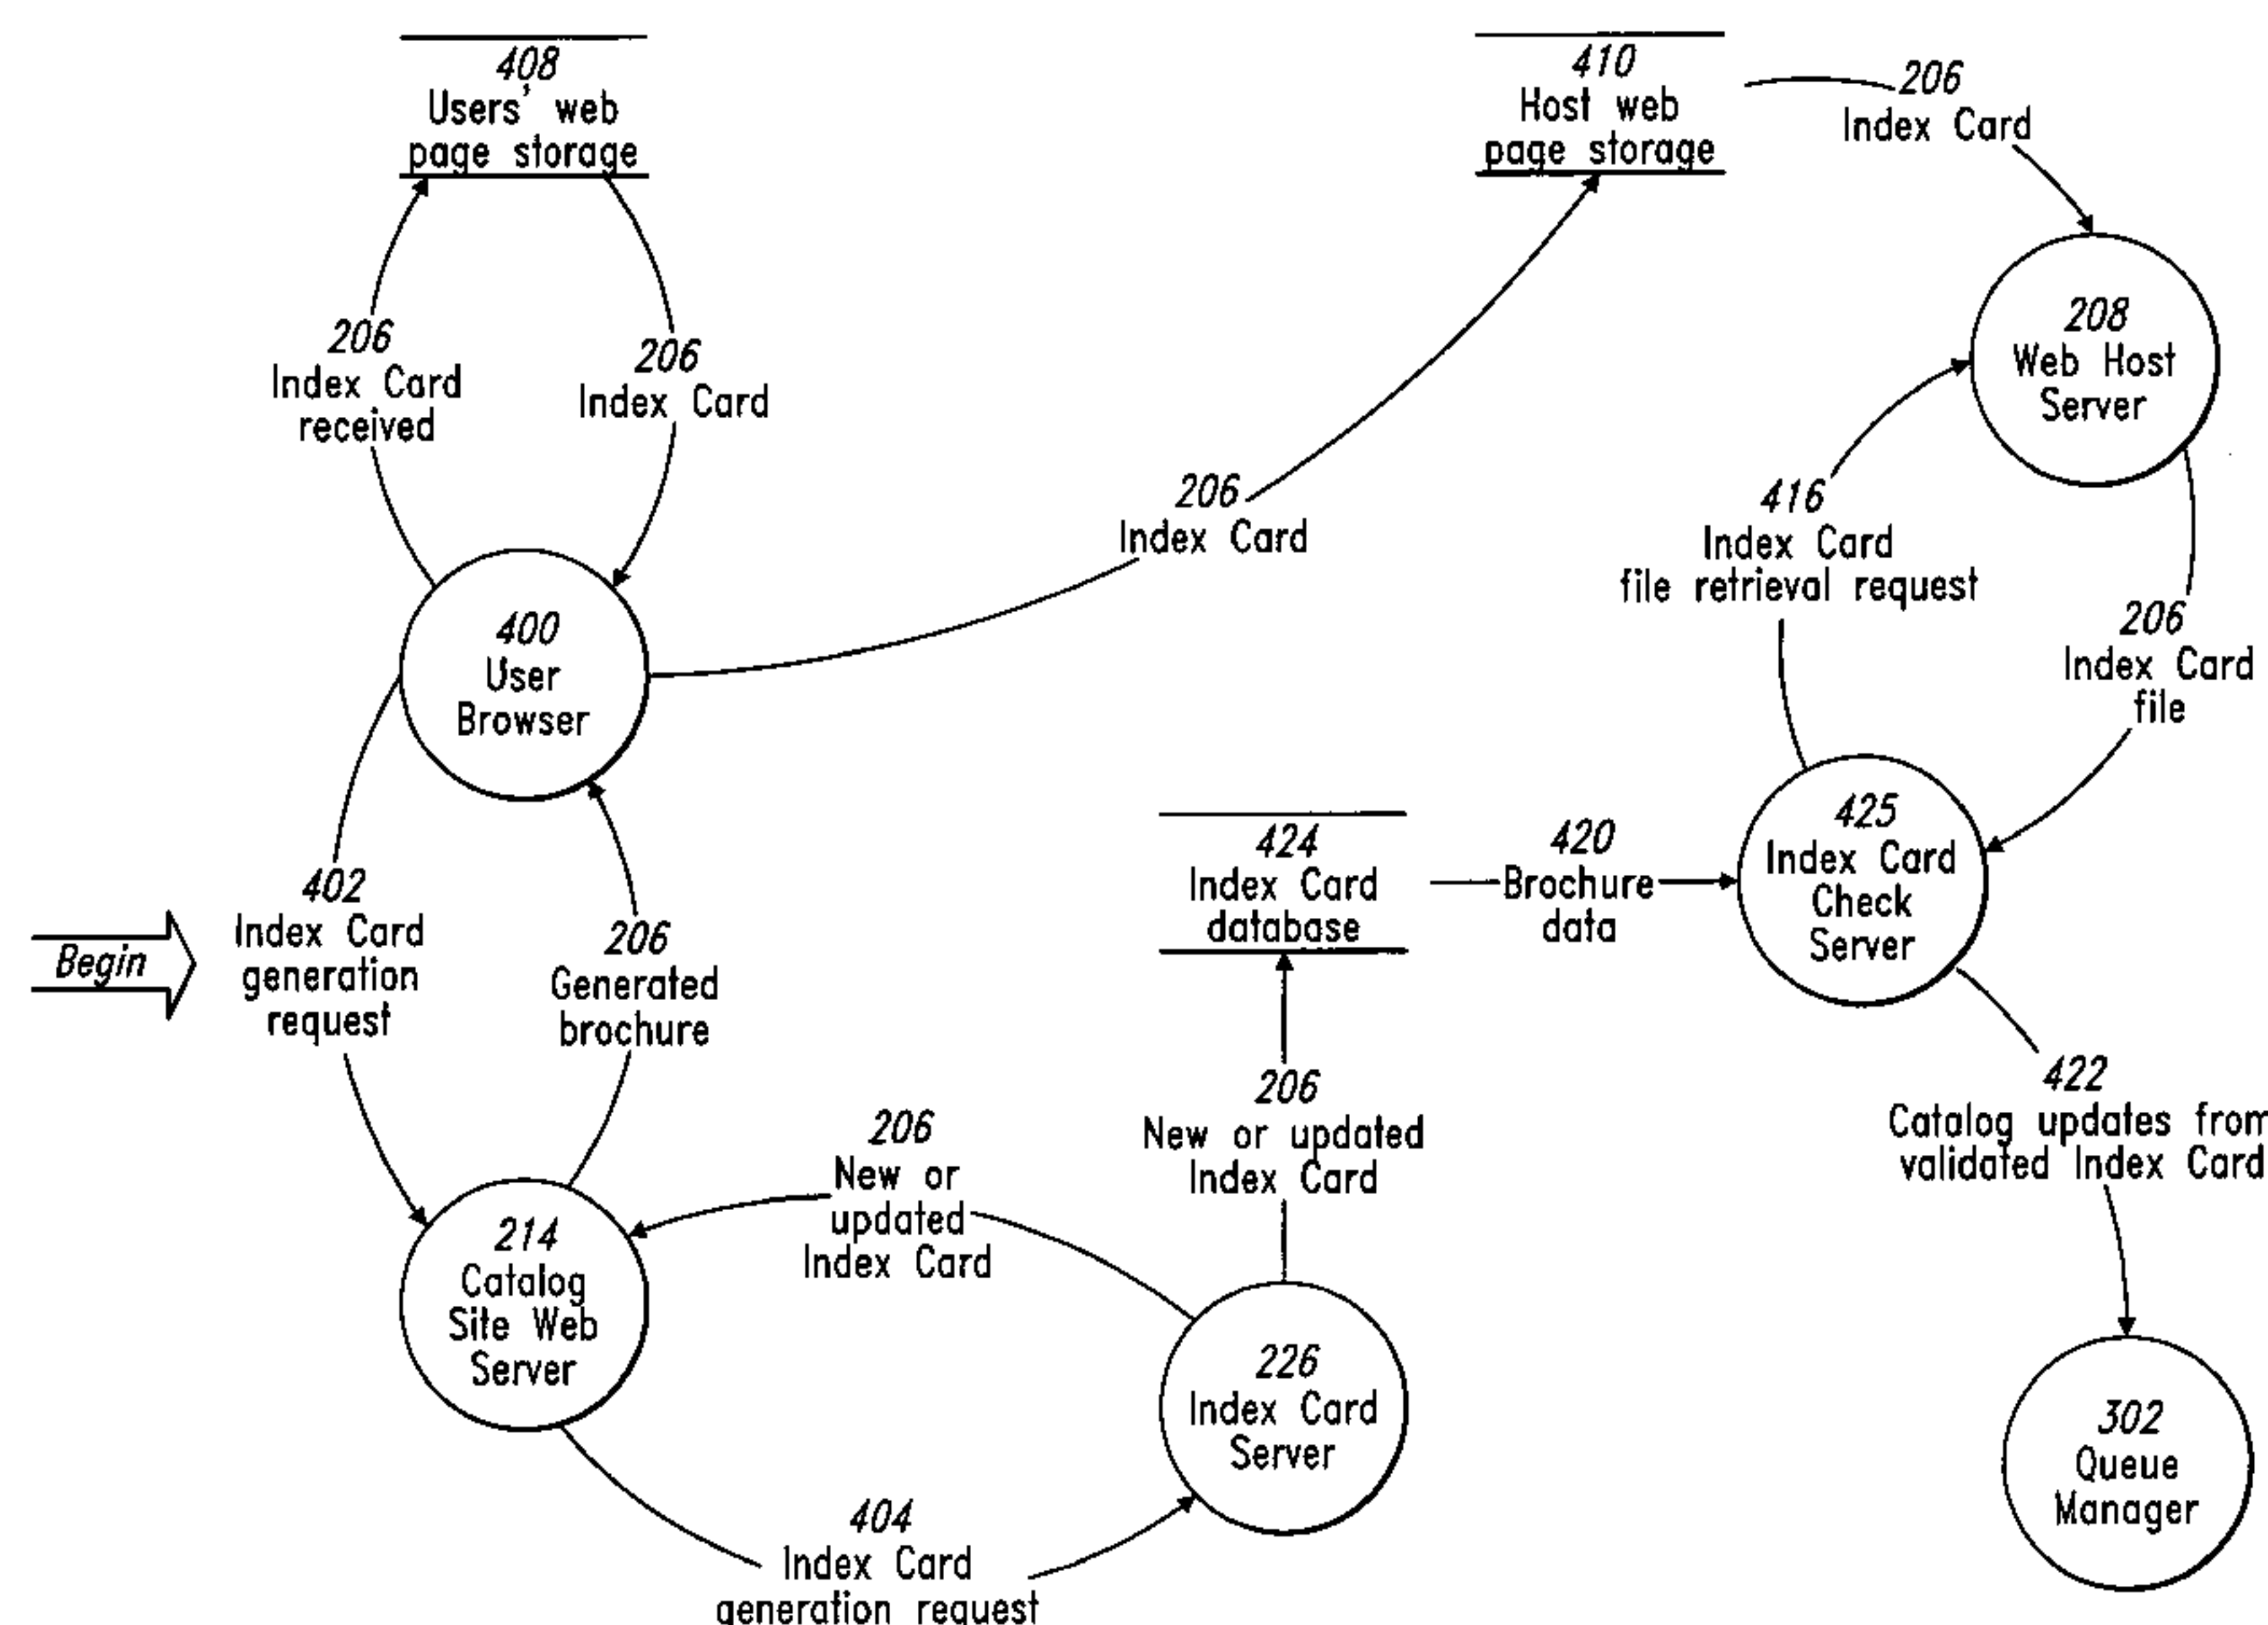 408
Users' web
page storage
410
Host web
page storage
206
Index Card
208
Web Host
Server
206
Index Card
received
206
Index Card
206
Index Card
416
Index Card
file retrieval request
206
Index Card
file
400
User
Browser
Begin
402
Index Card
generation
request
206
Generated
brochure
424
Index Card
database
420
Brochure
data
425
Index Card
Check
Server
206
New or updated
Index Card
422
Catalog updates from
validated Index Card
206
New or
updated
Index Card
214
Catalog
Site Web
Server
226
Index Card
Server
302
Queue
Manager
404
Index Card
generation request